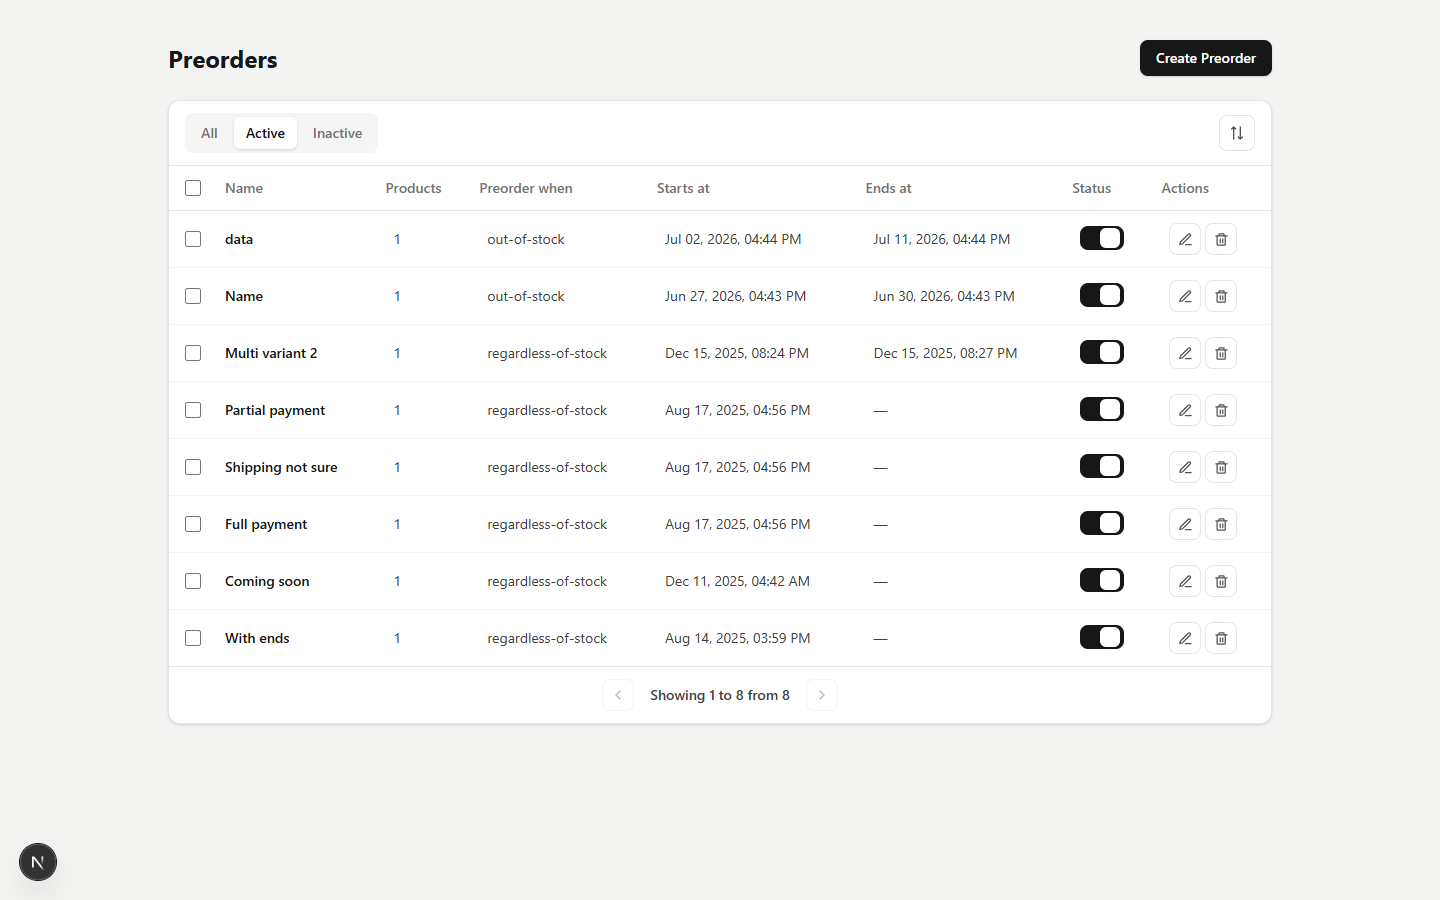 Preorders
Create Preorder
All Active Inactive
Name Products Preorder when Starts at Ends at Status Actions
data 1 out-of-stock Jul 02, 2026, 04:44 PM Jul 11, 2026, 04:44 PM
Name 1 out-of-stock Jun 27, 2026, 04:43 PM Jun 30, 2026, 04:43 PM
Multi variant 2 1 regardless-of-stock Dec 15, 2025, 08:24 PM Dec 15, 2025, 08:27 PM
Partial payment 1 regardless-of-stock Aug 17, 2025, 04:56 PM —
Shipping not sure 1 regardless-of-stock Aug 17, 2025, 04:56 PM —
Full payment 1 regardless-of-stock Aug 17, 2025, 04:56 PM —
Coming soon 1 regardless-of-stock Dec 11, 2025, 04:42 AM —
With ends 1 regardless-of-stock Aug 14, 2025, 03:59 PM —
Showing 1 to 8 from 8
N